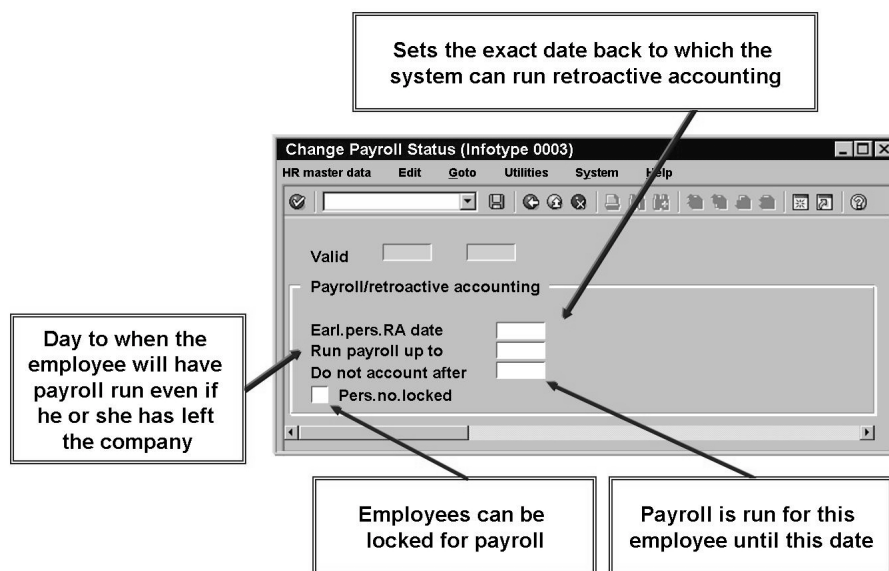 Sets the exact date back to which the
system can run retroactive accounting
Change Payroll Status (Infotype 0003)
HR master data Edit Goto Utilities System Help
Valid
Payroll/retroactive accounting
Earl.pers.RA date
Run payroll up to
Do not account after
Pers.no.locked
Day to when the
employee will have
payroll run even if
he or she has left
the company
Employees can be
locked for payroll
Payroll is run for this
employee until this date